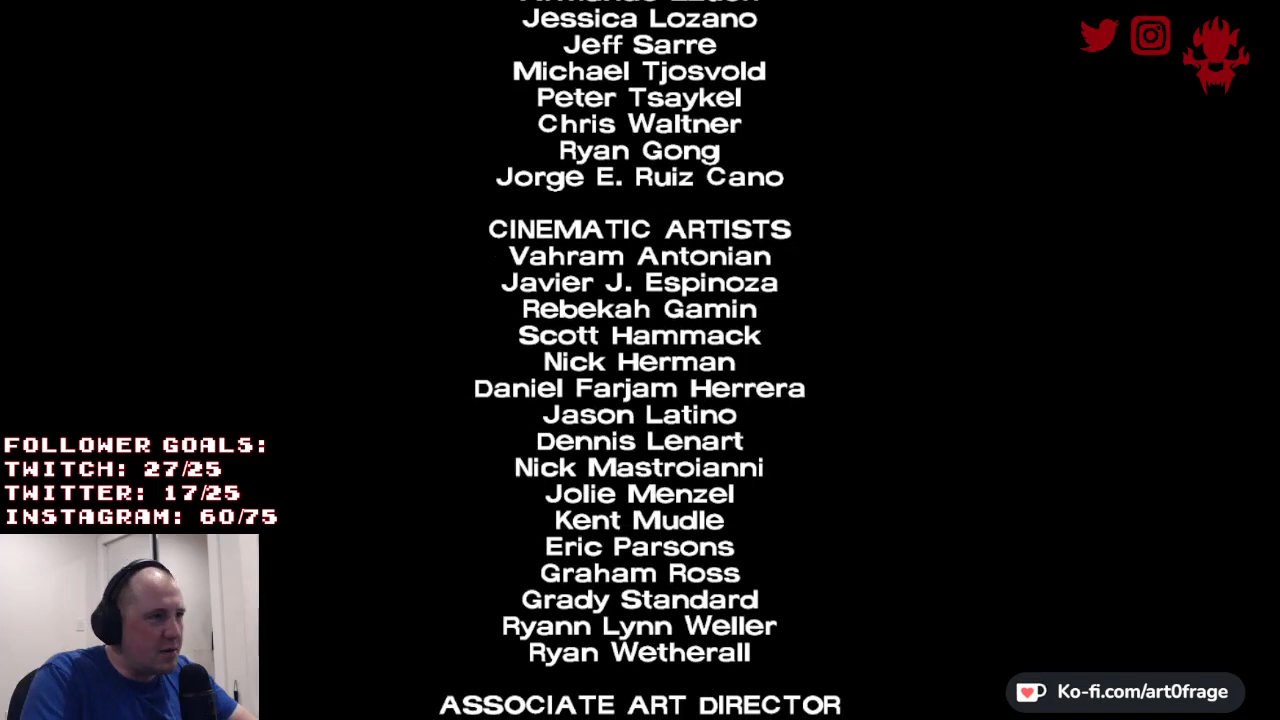 Jessica Lozano
Jeff Sarre
Michael Tjosvold
Peter Tsaykel
Chris Waltner
Ryan Gong
Jorge E. Ruiz Cano
CINEMATIC ARTISTS
Vahram Antonian
Javier J. Espinoza
Rebekah Gamin
Scott Hammack
Nick Herman
Daniel Farjam Herrera
Jason Latino
Dennis Lenart
Nick Mastroianni
Jolie Menzel
Kent Mudle
Eric Parsons
Graham Ross
Grady Standard
Ryann Lynn Weller
Ryan Wetherall
ASSOCIATE ART DIRECTOR
FOLLOWER GOALS:
TWITCH: 27/25
TWITTER: 17/25
INSTAGRAM: 60/75
Ko-fi.com/art0frage